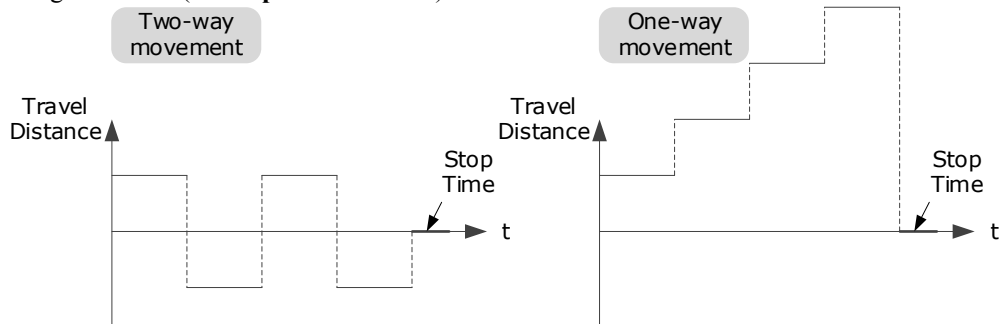 Two-way
movement
Travel
Distance
Stop
Time
t
One-way
movement
Travel
Distance
Stop
Time
t